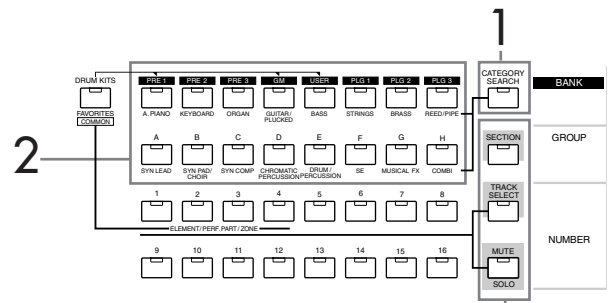 1
DRUM KITS
PRE 1 PRE 2 PRE 3 GM USER PLG 1 PLG 2 PLG 3
CATEGORY
SEARCH
BANK
FAVORITES
COMMON
A. PIANO KEYBOARD ORGAN GUITAR/
PLUCKED BASS STRINGS BRASS REED/PIPE
2
A B C D E F G H
SECTION
GROUP
SYN LEAD SYN PAD/
CHOIR SYN COMP CHROMATIC
PERCUSSION DRUM/
PERCUSSION SE MUSICAL FX COMBI
1 2 3 4 5 6 7 8
TRACK
SELECT
ELEMENT/PERF. PART/ZONE
NUMBER
9 10 11 12 13 14 15 16
MUTE
SOLO